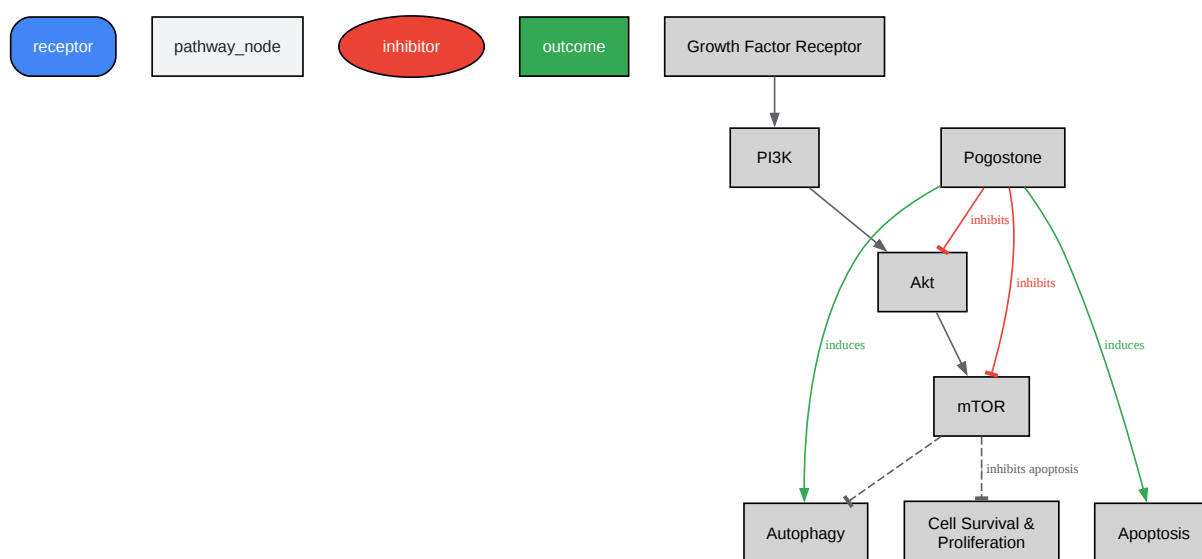 receptor
pathway_node
inhibitor
outcome
Growth Factor Receptor
PI3K
Pogostone
inhibits
Akt
inhibits
induces
induces
mTOR
inhibits apoptosis
Autophagy
Cell Survival &
Proliferation
Apoptosis